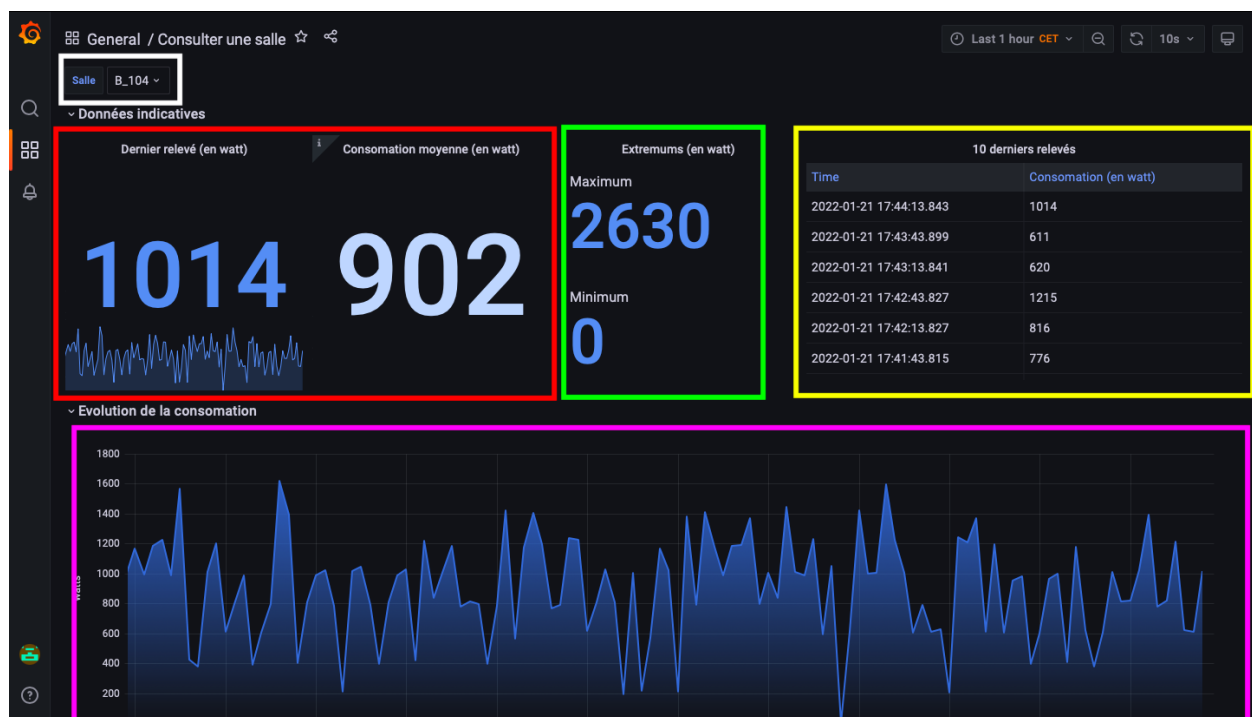 General / Consulter une salle
Last 1 hour CET
10s
Salle B_104
Données indicatives
Dernier relevé (en watt)
i
Consomation moyenne (en watt)
Extremums (en watt)
10 derniers relevés
1014
902
Maximum
2630
Minimum
0
Time Consomation (en watt)
2022-01-21 17:44:13.843 1014
2022-01-21 17:43:43.899 611
2022-01-21 17:43:13.841 620
2022-01-21 17:42:43.827 1215
2022-01-21 17:42:13.827 816
2022-01-21 17:41:43.815 776
Evolution de la consomation
1800
1600
1400
1200
1000
Watts
800
600
400
200